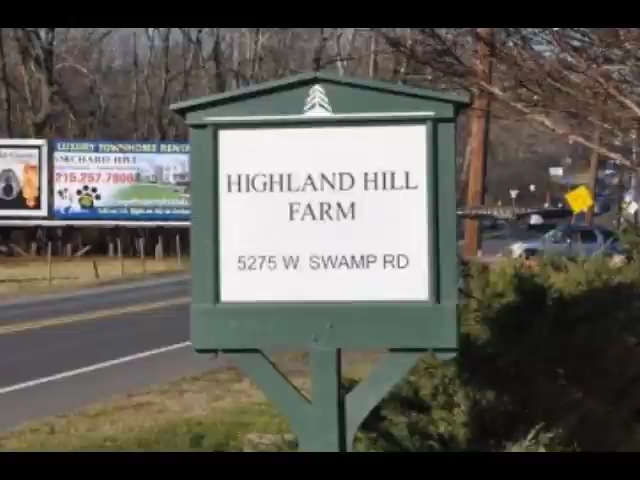 HIGHLAND HILL
FARM
5275 W. SWAMP RD
LUXURY TOWNHOME RENT
ORCHARD HILL
215.257.7800